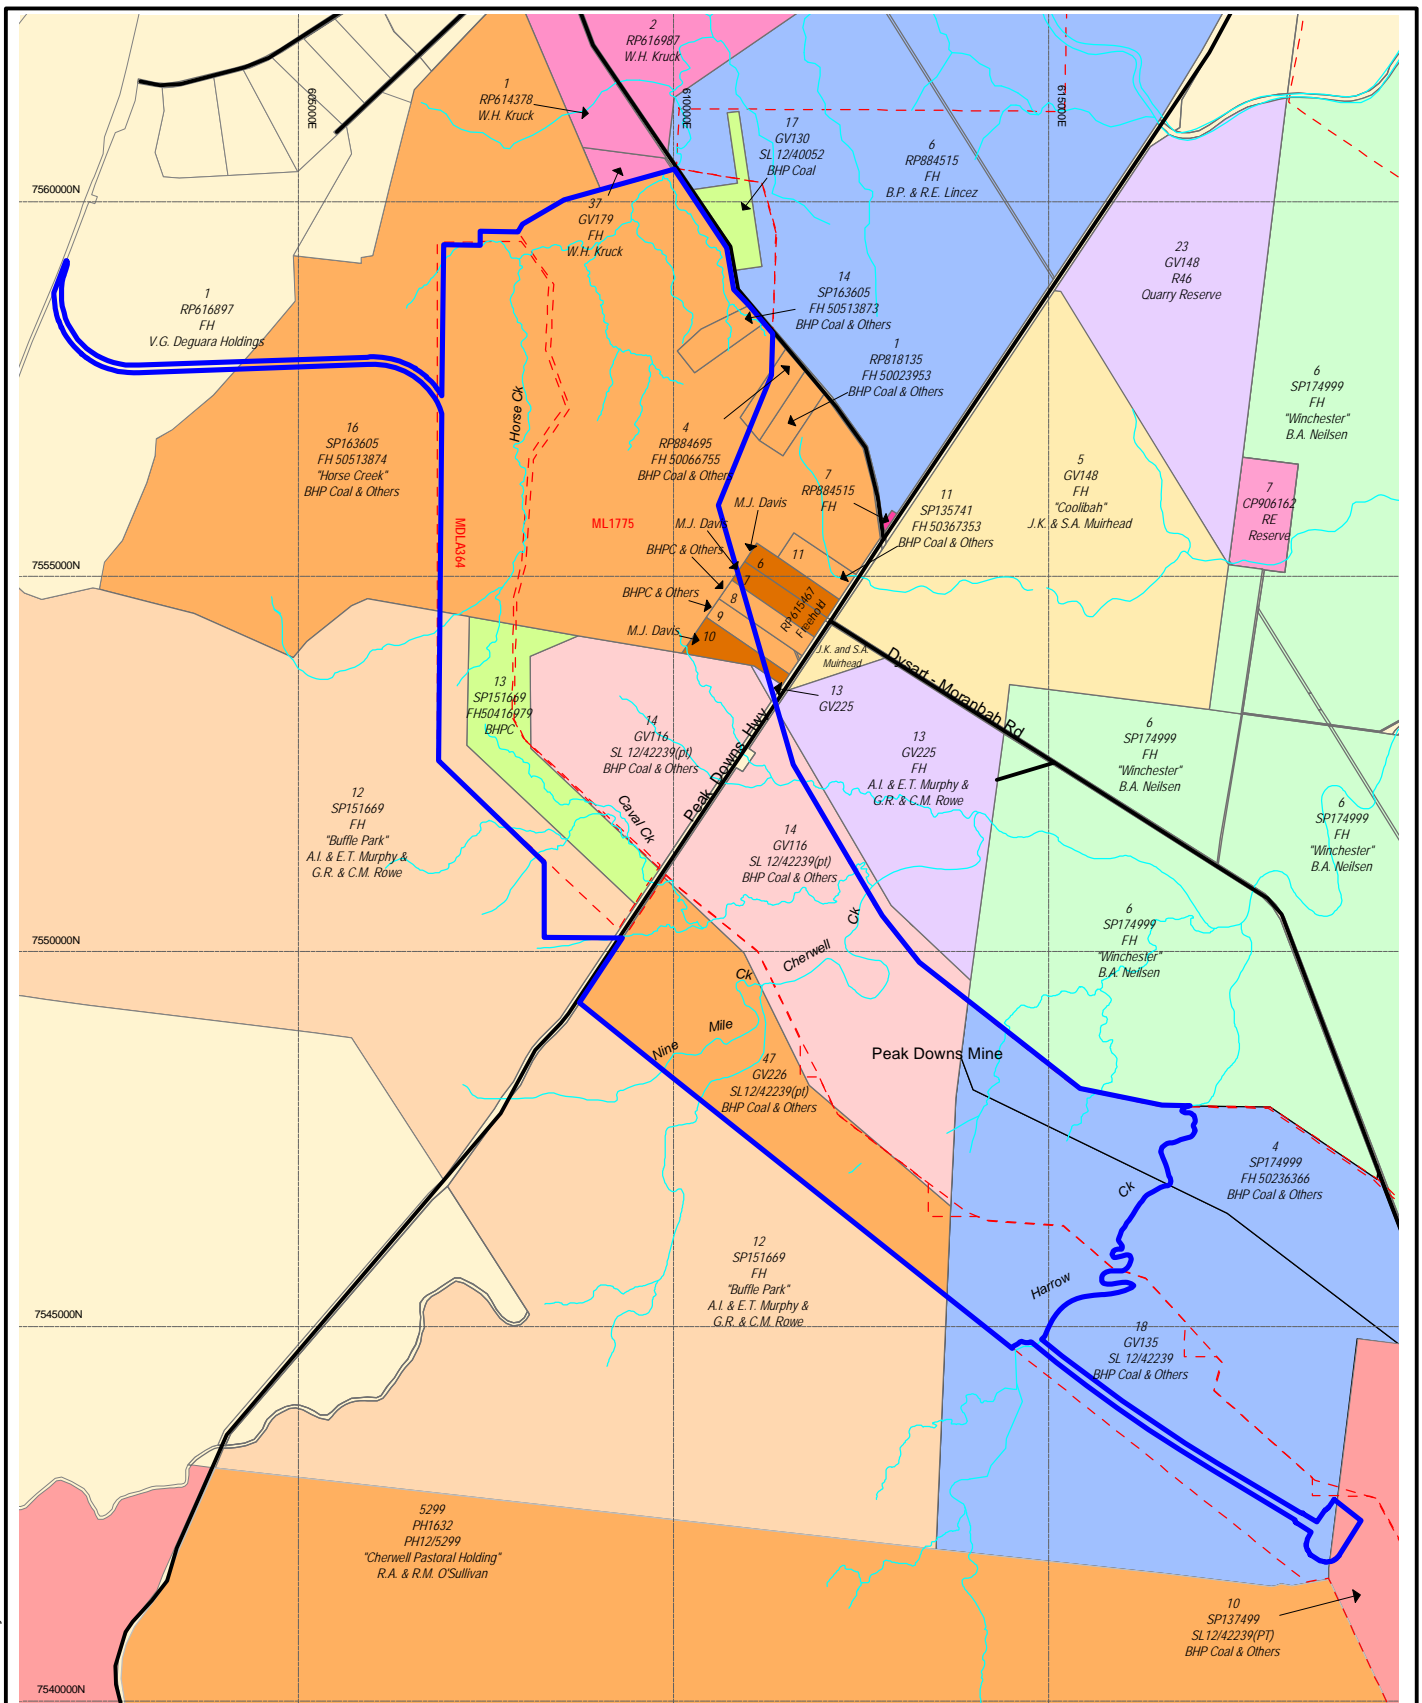 2
RP616987
W.H. Kruck
1
RP614378
W.H. Kruck
605000E
610000E
615000E
17
GV130
SL 12/40052
BHP Coal
6
RP884515
FH
B.P. & R.E. Lincez
7560000N
37
GV179
FH
W.H. Kruck
23
GV148
R46
Quarry Reserve
1
RP616897
FH
V.G. Deguara Holdings
14
SP163605
FH 50513873
BHP Coal & Others
1
RP818135
FH 50023953
BHP Coal & Others
6
SP174999
FH
"Winchester"
B.A. Neilsen
Horse Ck
16
SP163605
FH 50513874
"Horse Creek"
BHP Coal & Others
4
RP884695
FH 50066755
BHP Coal & Others
5
GV148
FH
"Coolibah"
J.K. & S.A. Muirhead
7
RP884515
FH
7
CP906162
RE
Reserve
11
SP135741
FH 50367353
BHP Coal & Others
MDLA364
ML1775
M.J. Davis
M.J. Davis
BHPC & Others
BHPC & Others
M.J. Davis
11
6
7
8
9
10
RP615467
Freehold
7555000N
J.K. and S.A.
Muirhead
Dysart - Moranbah Rd
13
GV225
13
SP151669
FH50416979
BHPC
14
GV116
SL 12/42239(pt)
BHP Coal & Others
Peak Downs Hwy
13
GV225
FH
A.I. & E.T. Murphy &
G.R. & C.M. Rowe
6
SP174999
FH
"Winchester"
B.A. Neilsen
6
SP174999
FH
"Winchester"
B.A. Neilsen
12
SP151669
FH
"Buffle Park"
A.I. & E.T. Murphy &
G.R. & C.M. Rowe
Caval Ck
14
GV116
SL 12/42239(pt)
BHP Coal & Others
6
SP174999
FH
"Winchester"
B.A. Neilsen
7550000N
Cherwell
Ck
Nine
Mile
Ck
Peak Downs Mine
47
GV226
SL12/42239(pt)
BHP Coal & Others
4
SP174999
FH 50236366
BHP Coal & Others
Harrow
Ck
12
SP151669
FH
"Buffle Park"
A.I. & E.T. Murphy &
G.R. & C.M. Rowe
7545000N
18
GV135
SL 12/42239
BHP Coal & Others
5299
PH1632
PH12/5299
"Cherwell Pastoral Holding"
R.A. & R.M. O'Sullivan
10
SP137499
SL12/42239(PT)
BHP Coal & Others
7540000N